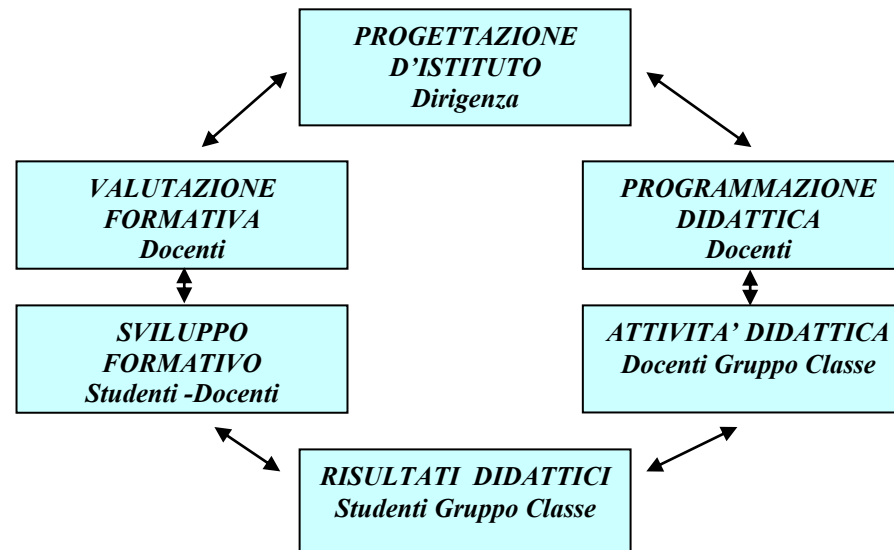 PROGETTAZIONE
D’ISTITUTO
Dirigenza
VALUTAZIONE
FORMATIVA
Docenti
PROGRAMMAZIONE
DIDATTICA
Docenti
SVILUPPO
FORMATIVO
Studenti -Docenti
ATTIVITA’ DIDATTICA
Docenti Gruppo Classe
RISULTATI DIDATTICI
Studenti Gruppo Classe